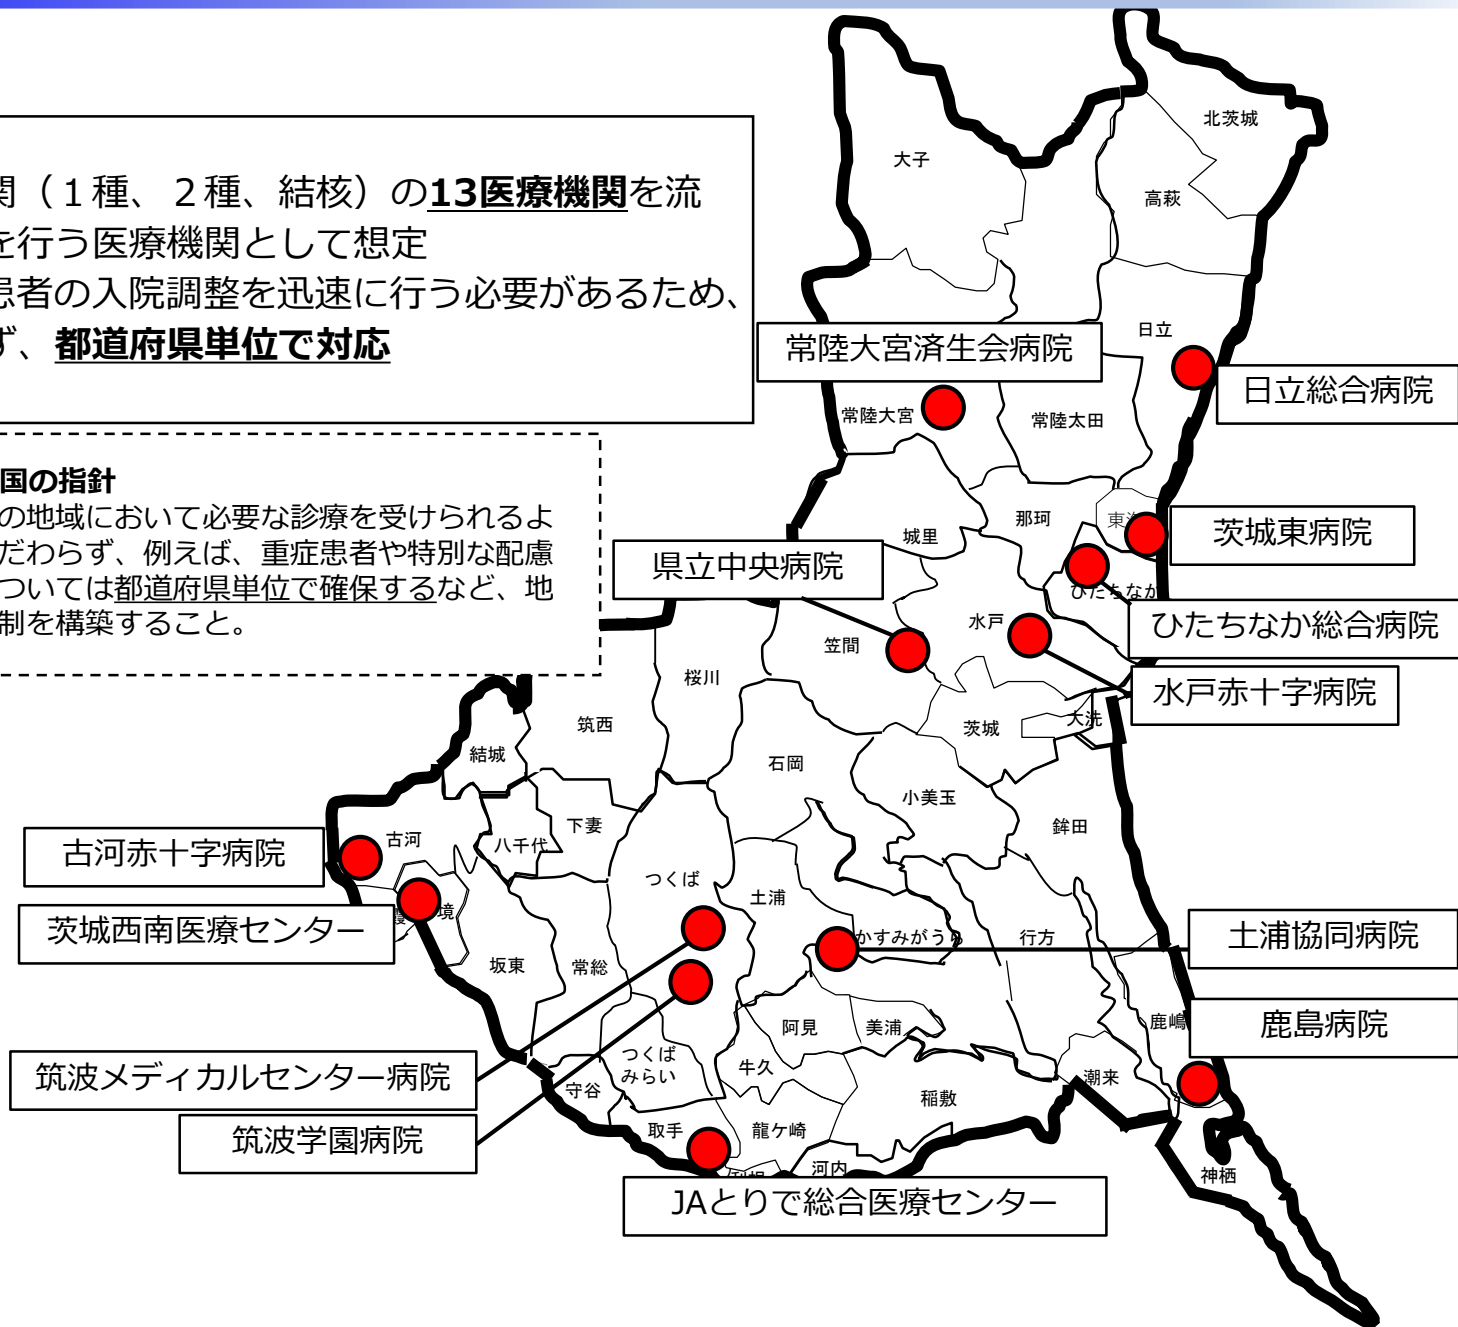 関（１種、２種、結核）の13医療機関を流
を行う医療機関として想定
患者の入院調整を迅速に行う必要があるため、
ず、都道府県単位で対応
国の指針
の地域において必要な診療を受けられるよ
だわらず、例えば、重症患者や特別な配慮
ついては都道府県単位で確保するなど、地
制を構築すること。
大子
北茨城
高萩
日立
常陸大宮済生会病院
日立総合病院
常陸大宮
常陸太田
那珂
東海
茨城東病院
城里
県立中央病院
ひたちなか
ひたちなか総合病院
水戸
笠間
桜川
水戸赤十字病院
茨城
大洗
筑西
結城
石岡
小美玉
鉾田
下妻
八千代
古河
古河赤十字病院
つくば
土浦
茨城西南医療センター
境
かすみがうら
行方
土浦協同病院
坂東
常総
鹿嶋
鹿島病院
阿見
美浦
つくば
みらい
牛久
守谷
稲敷
潮来
筑波メディカルセンター病院
筑波学園病院
取手
龍ケ崎
河内
神栖
JAとりで総合医療センター